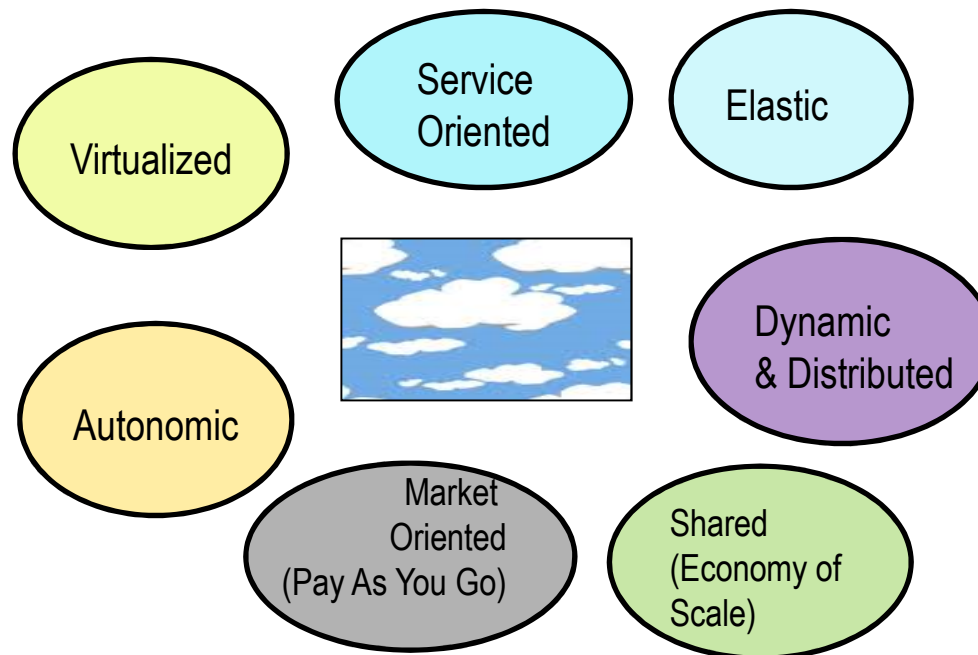 Service
Oriented
Elastic
Virtualized
Dynamic
& Distributed
Autonomic
Market
Oriented
(Pay As You Go)
Shared
(Economy of
Scale)